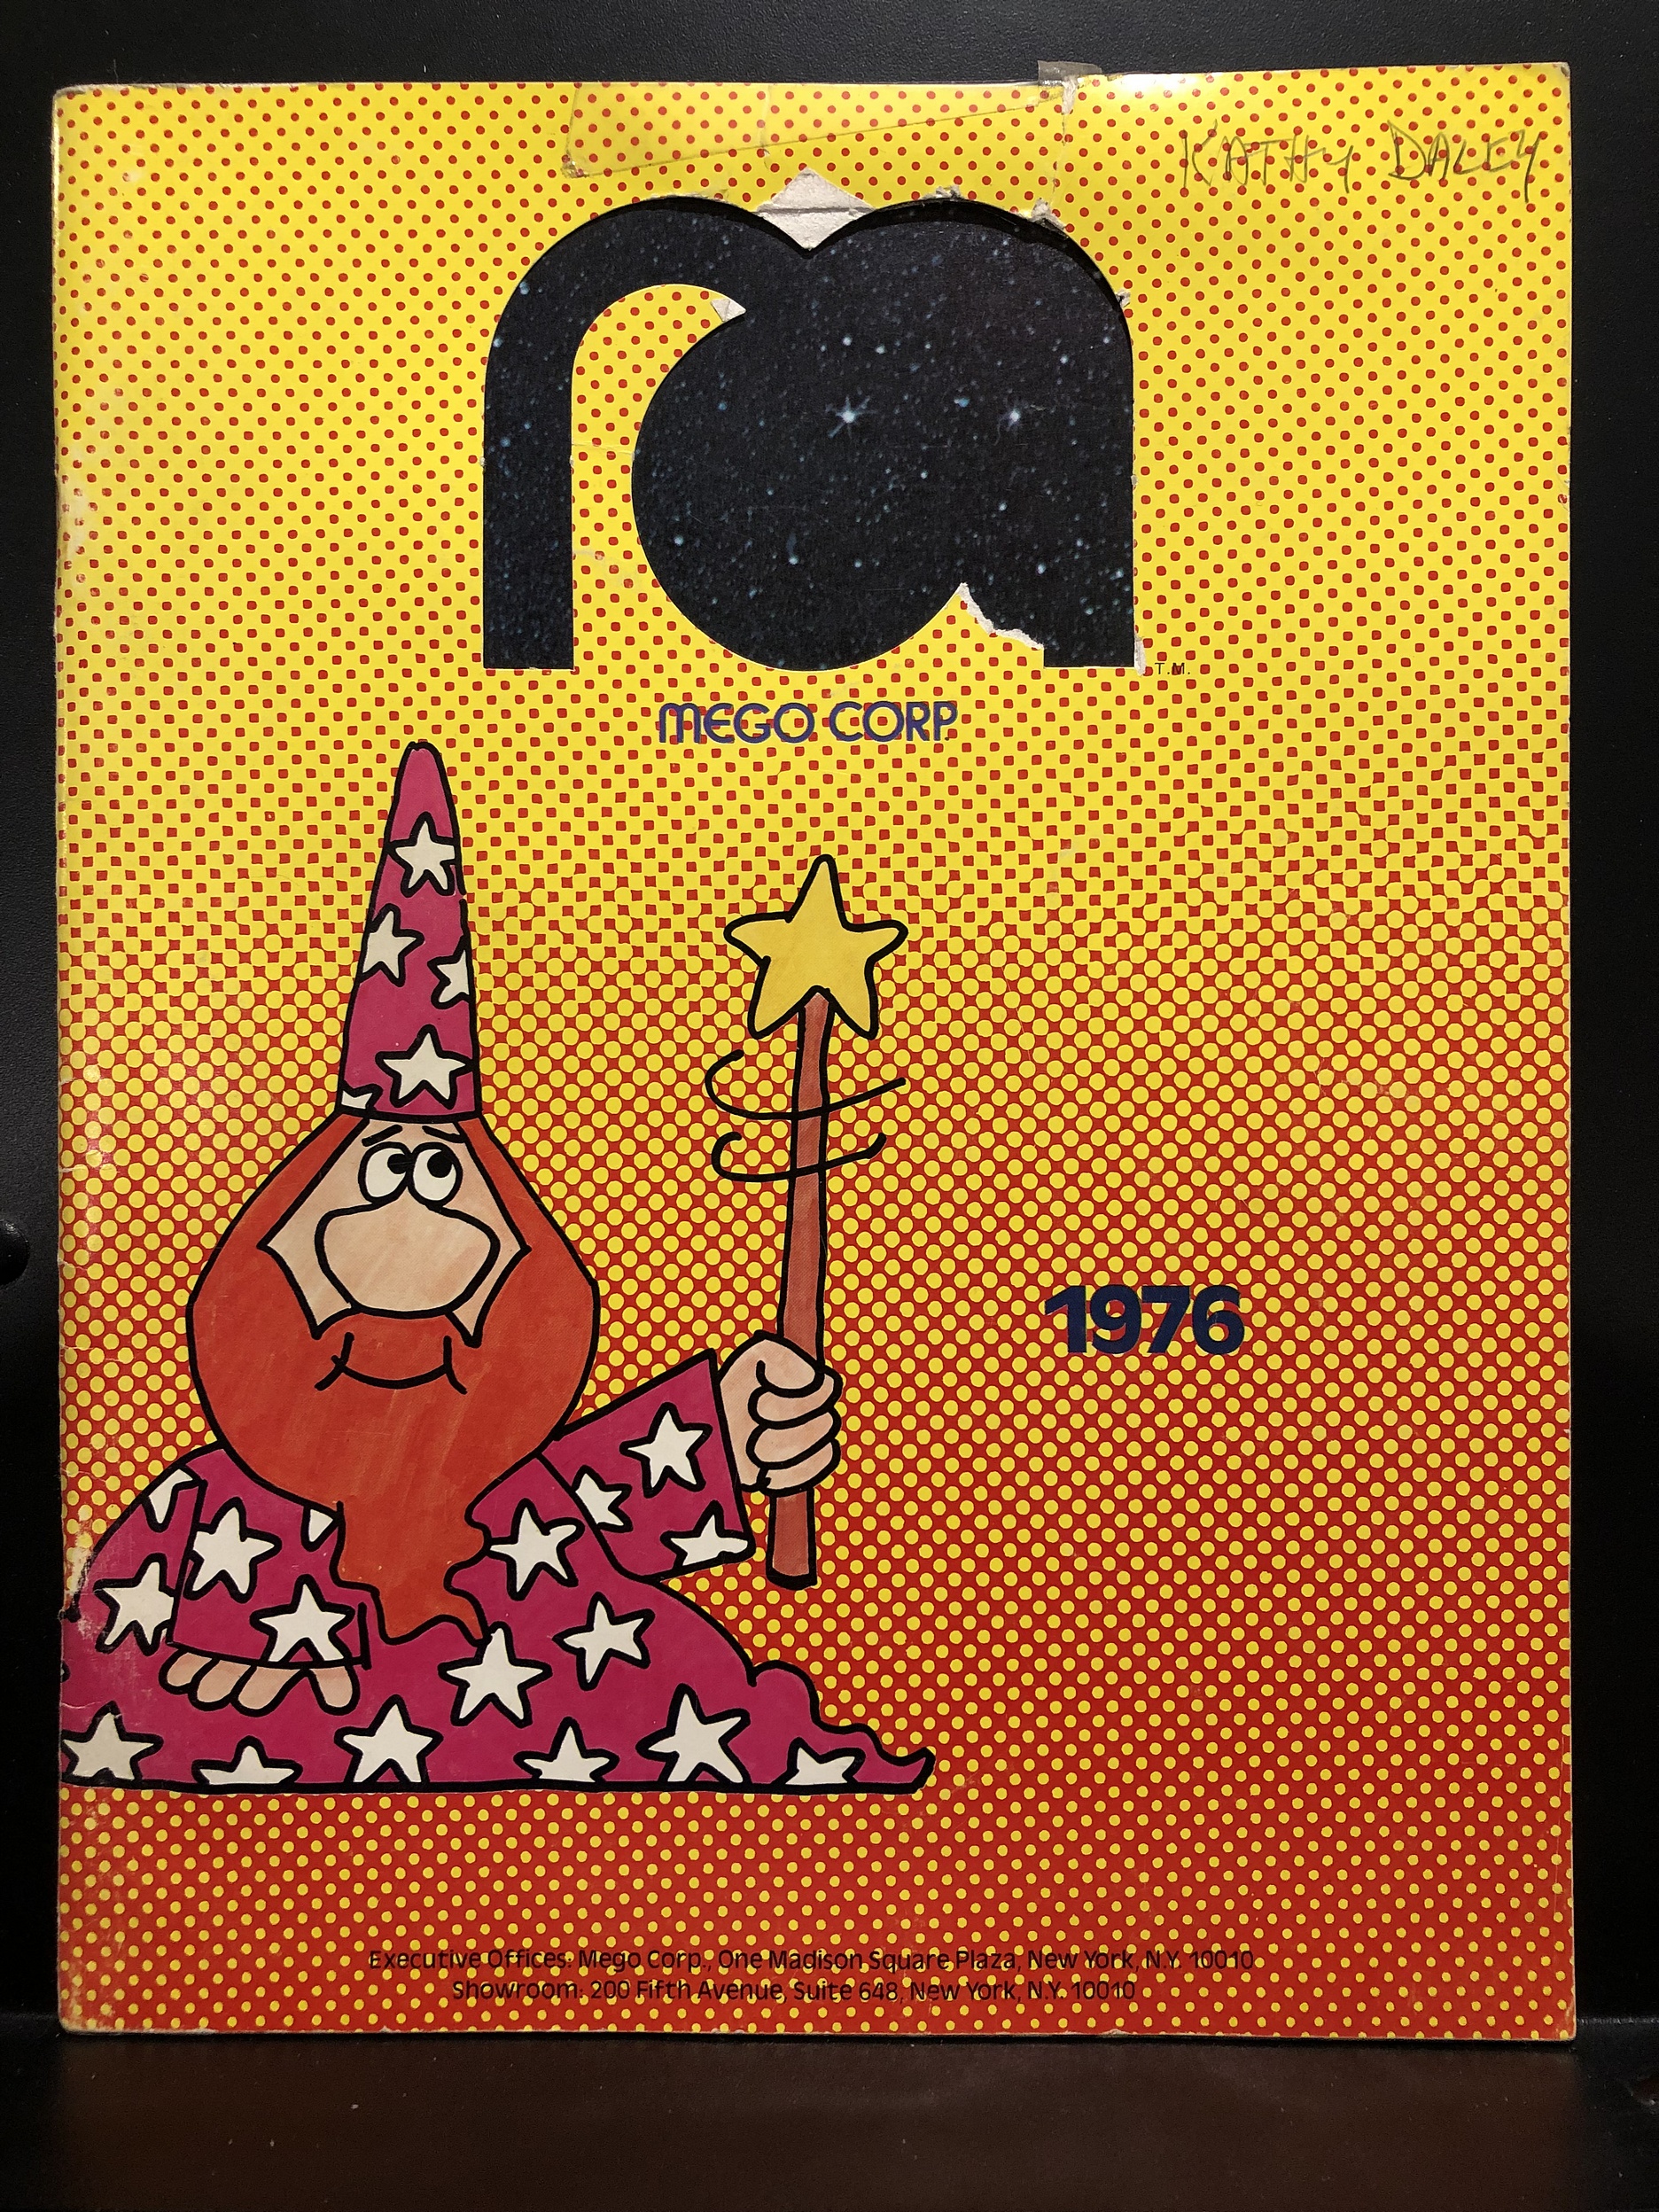 KATHY DALEY
T.M.
MEGO CORP.
1976
Executive Offices: Mego Corp., One Madison Square Plaza, New York, N.Y. 10010
Showroom: 200 Fifth Avenue, Suite 648, New York, N.Y. 10010